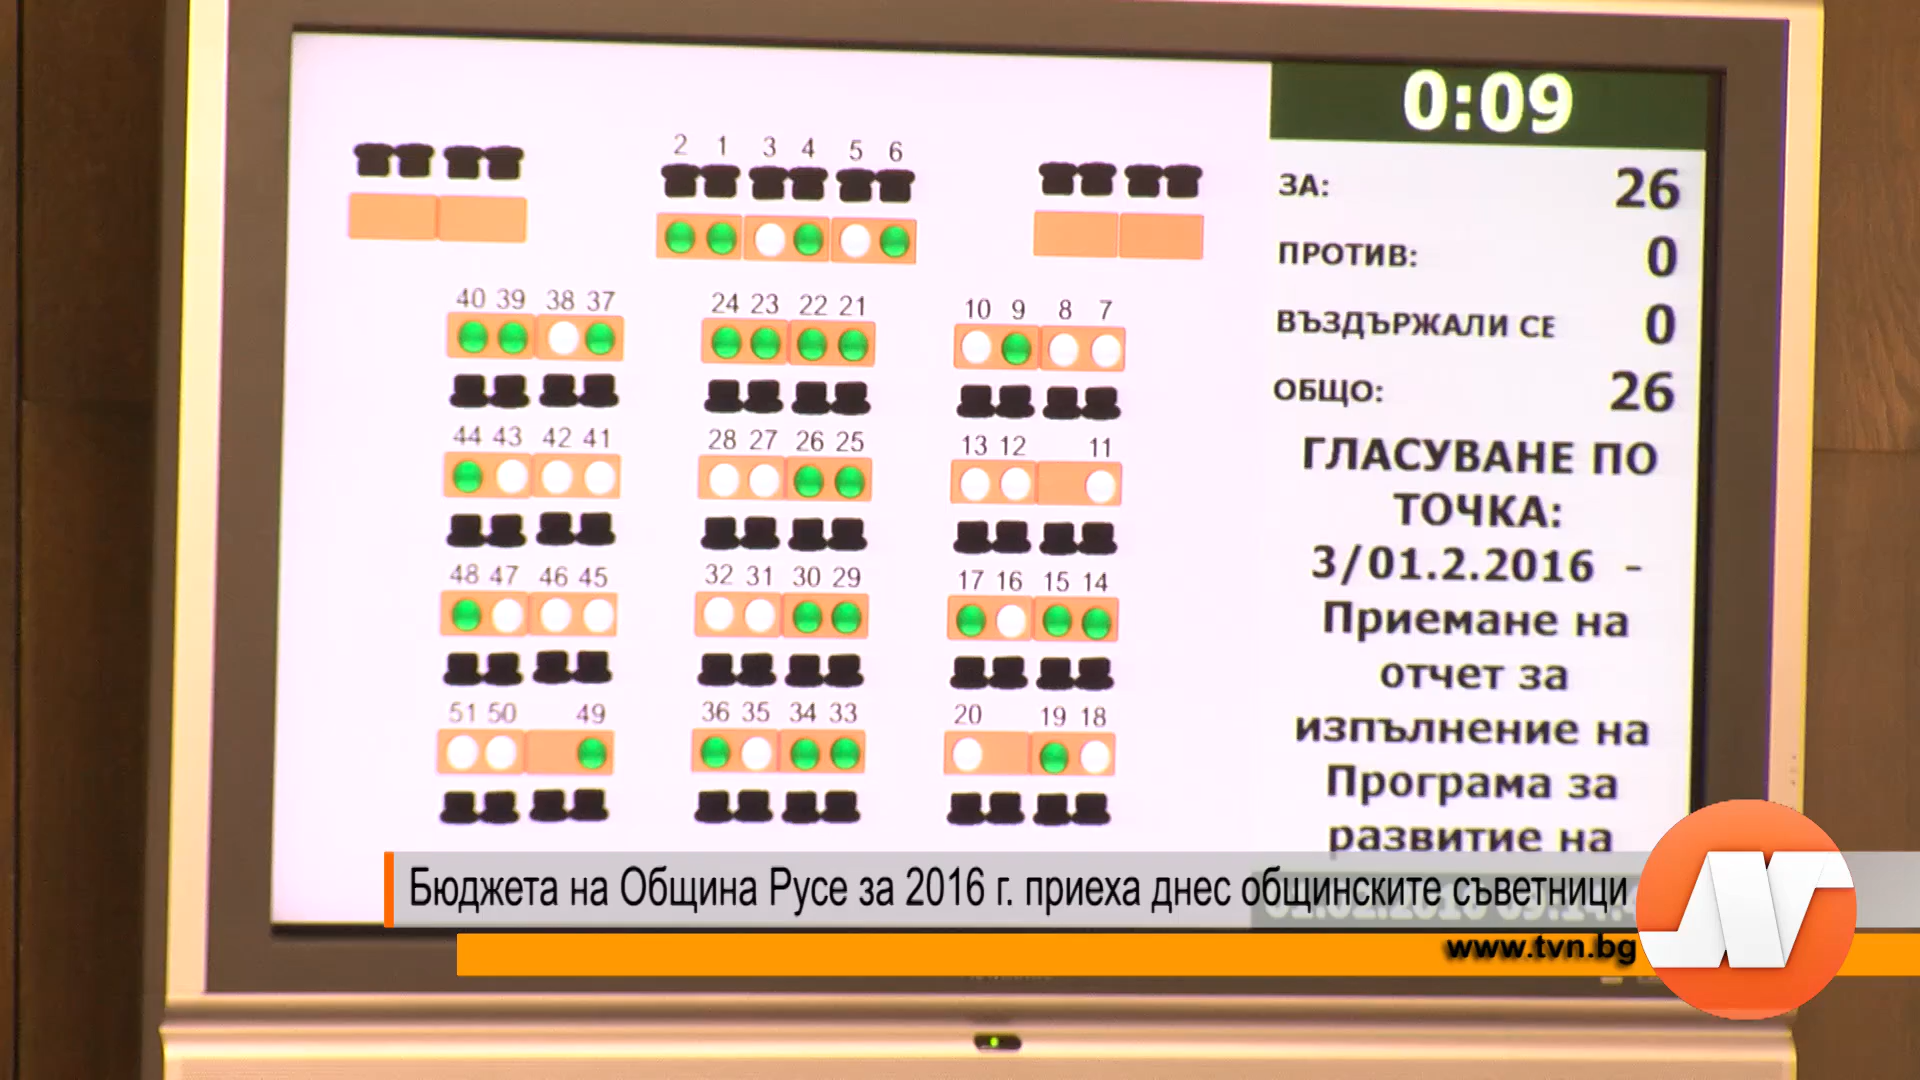 0:09
2 1 3 4 5 6
ЗА: 26
ПРОТИВ: 0
ВЪЗДЪРЖАЛИ СЕ 0
ОБЩО: 26
40 39 38 37 24 23 22 21 10 9 8 7
44 43 42 41 28 27 26 25 13 12 11
48 47 46 45 32 31 30 29 17 16 15 14
51 50 49 36 35 34 33 20 19 18
ГЛАСУВАНЕ ПО
ТОЧКА:
3/01.2.2016 -
Приемане на
отчет за
изпълнение на
Програма за
развитие на
Бюджета на Община Русе за 2016 г. приеха днес общинските съветници
www.tvn.bg